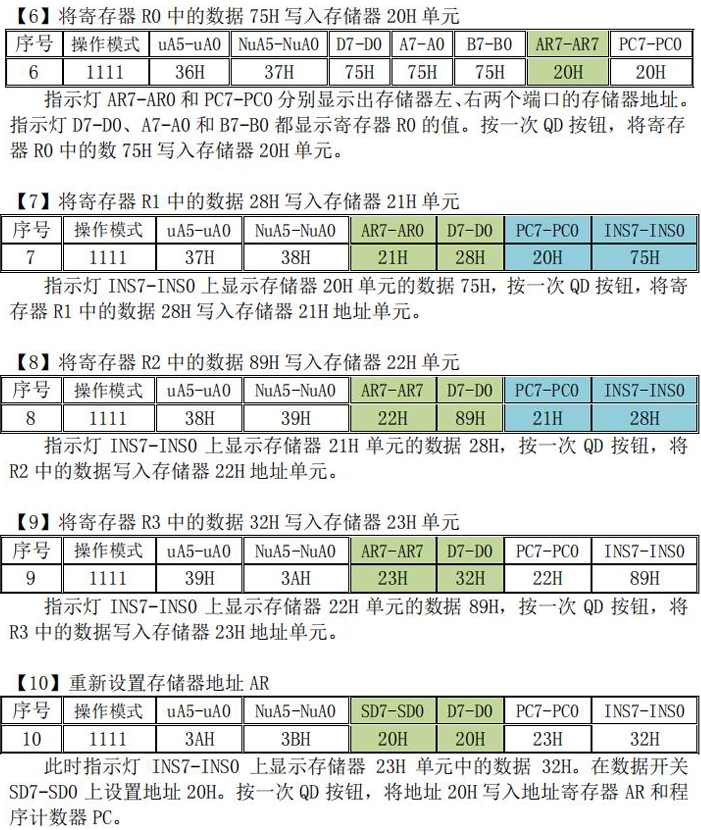 【6】将寄存器 R0 中的数据 75H 写入存储器 20H 单元
序号 操作模式 uA5-uA0 NuA5-NuA0 D7-D0 A7-A0 B7-B0 AR7-AR7 PC7-PC0
6 1111 36H 37H 75H 75H 75H 20H 20H
指示灯 AR7-AR0 和 PC7-PC0 分别显示出存储器左、右两个端口的存储器地址。
指示灯 D7-D0、A7-A0 和 B7-B0 都显示寄存器 R0 的值。按一次 QD 按钮，将寄存
器 R0 中的数 75H 写入存储器 20H 单元。
【7】将寄存器 R1 中的数据 28H 写入存储器 21H 单元
序号 操作模式 uA5-uA0 NuA5-NuA0 AR7-AR0 D7-D0 PC7-PC0 INS7-INS0
7 1111 37H 38H 21H 28H 20H 75H
指示灯 INS7-INS0 上显示存储器 20H 单元的数据 75H，按一次 QD 按钮，将寄
存器 R1 中的数据 28H 写入存储器 21H 地址单元。
【8】将寄存器 R2 中的数据 89H 写入存储器 22H 单元
序号 操作模式 uA5-uA0 NuA5-NuA0 AR7-AR7 D7-D0 PC7-PC0 INS7-INS0
8 1111 38H 39H 22H 89H 21H 28H
指示灯 INS7-INS0 上显示存储器 21H 单元的数据 28H，按一次 QD 按钮，将
R2 中的数据写入存储器 22H 地址单元。
【9】将寄存器 R3 中的数据 32H 写入存储器 23H 单元
序号 操作模式 uA5-uA0 NuA5-NuA0 AR7-AR7 D7-D0 PC7-PC0 INS7-INS0
9 1111 39H 3AH 23H 32H 22H 89H
指示灯 INS7-INS0 上显示存储器 22H 单元的数据 89H，按一次 QD 按钮，将
R3 中的数据写入存储器 23H 地址单元。
【10】重新设置存储器地址 AR
序号 操作模式 uA5-uA0 NuA5-NuA0 SD7-SD0 D7-D0 PC7-PC0 INS7-INS0
10 1111 3AH 3BH 20H 20H 23H 32H
此时指示灯 INS7-INS0 上显示存储器 23H 单元中的数据 32H。在数据开关
SD7-SD0 上设置地址 20H。按一次 QD 按钮，将地址 20H 写入地址寄存器 AR 和程
序计数器 PC。